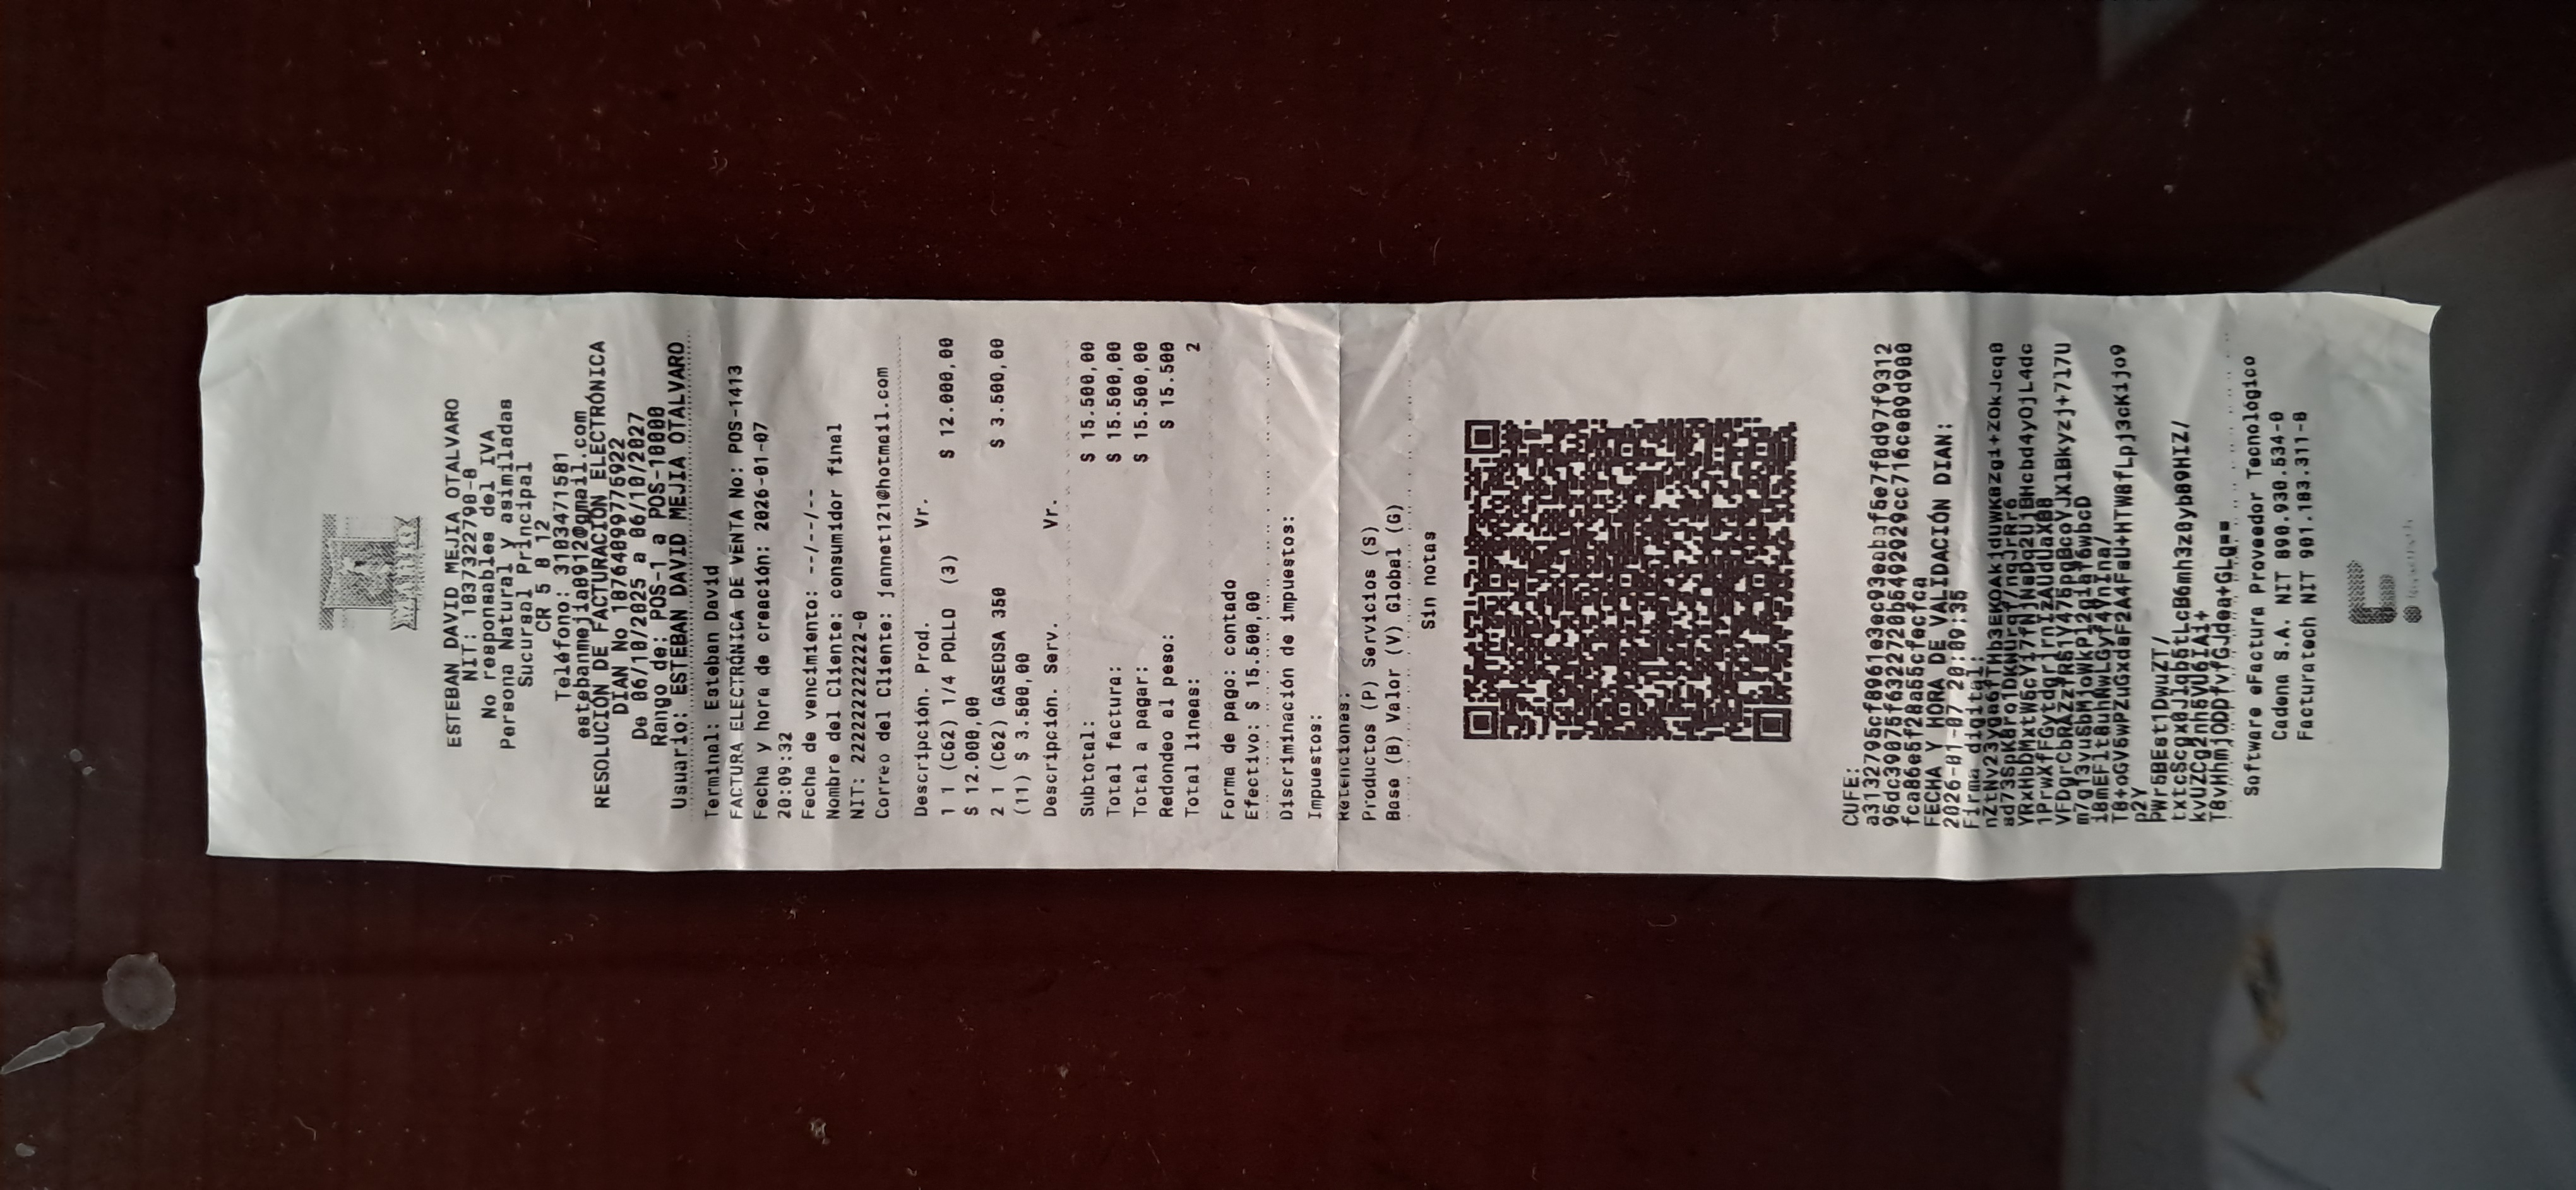 ESTEBAN DAVID MEJIA OTALVARO
NIT: 1037322790-8
No responsables del IVA
Persona Natural y asimiladas
Sucursal Principal
CR 5 8 12
Teléfono: 3103471581
estebanmejia0912@gmail.com
RESOLUCIÓN DE FACTURACIÓN ELECTRÓNICA
DIAN No 18764099775922
De 06/10/2025 a 06/10/2027
Rango de: POS-1 a POS-10000
Usuario: ESTEBAN DAVID MEJIA OTALVARO
Terminal: Esteban David
FACTURA ELECTRÓNICA DE VENTA No: POS-1413
Fecha y hora de creación: 2026-01-07
20:09:32
Fecha de vencimiento: --/--/--
Nombre del Cliente: consumidor final
NIT: 222222222222-0
Correo del Cliente: jannet121@hotmail.com
Descripción. Prod. Vr.
1 1 (C62) 1/4 POLLO (3) $ 12.000,00
$ 12.000,00
2 1 (C62) GASEOSA 350 $ 3.500,00
(11) $ 3.500,00
Descripción. Serv. Vr.
Subtotal: $ 15.500,00
Total factura: $ 15.500,00
Total a pagar: $ 15.500,00
Redondeo al peso: $ 15.500
Total lineas: 2
Forma de pago: contado
Efectivo: $ 15.500,00
Discriminación de impuestos:
Impuestos:
Retenciones:
Productos (P) Servicios (S)
Base (B) Valor (V) Global (G)
Sin notas
CUFE:
FECHA Y HORA DE VALIDACIÓN DIAN:
2026-01-07 20:09:35
Firma digital:
Software eFactura Proveedor Tecnológico
Cadena S.A. NIT 890.930.534-0
Facturatech NIT 901.183.311-8